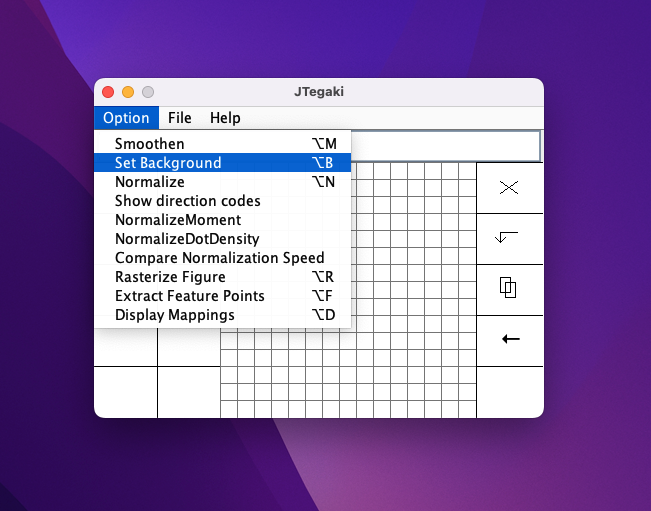 JTegaki
Option File Help
Smoothen ⌥M
Set Background ⌥B
Normalize ⌥N
Show direction codes
NormalizeMoment
NormalizeDotDensity
Compare Normalization Speed
Rasterize Figure ⌥R
Extract Feature Points ⌥F
Display Mappings ⌥D